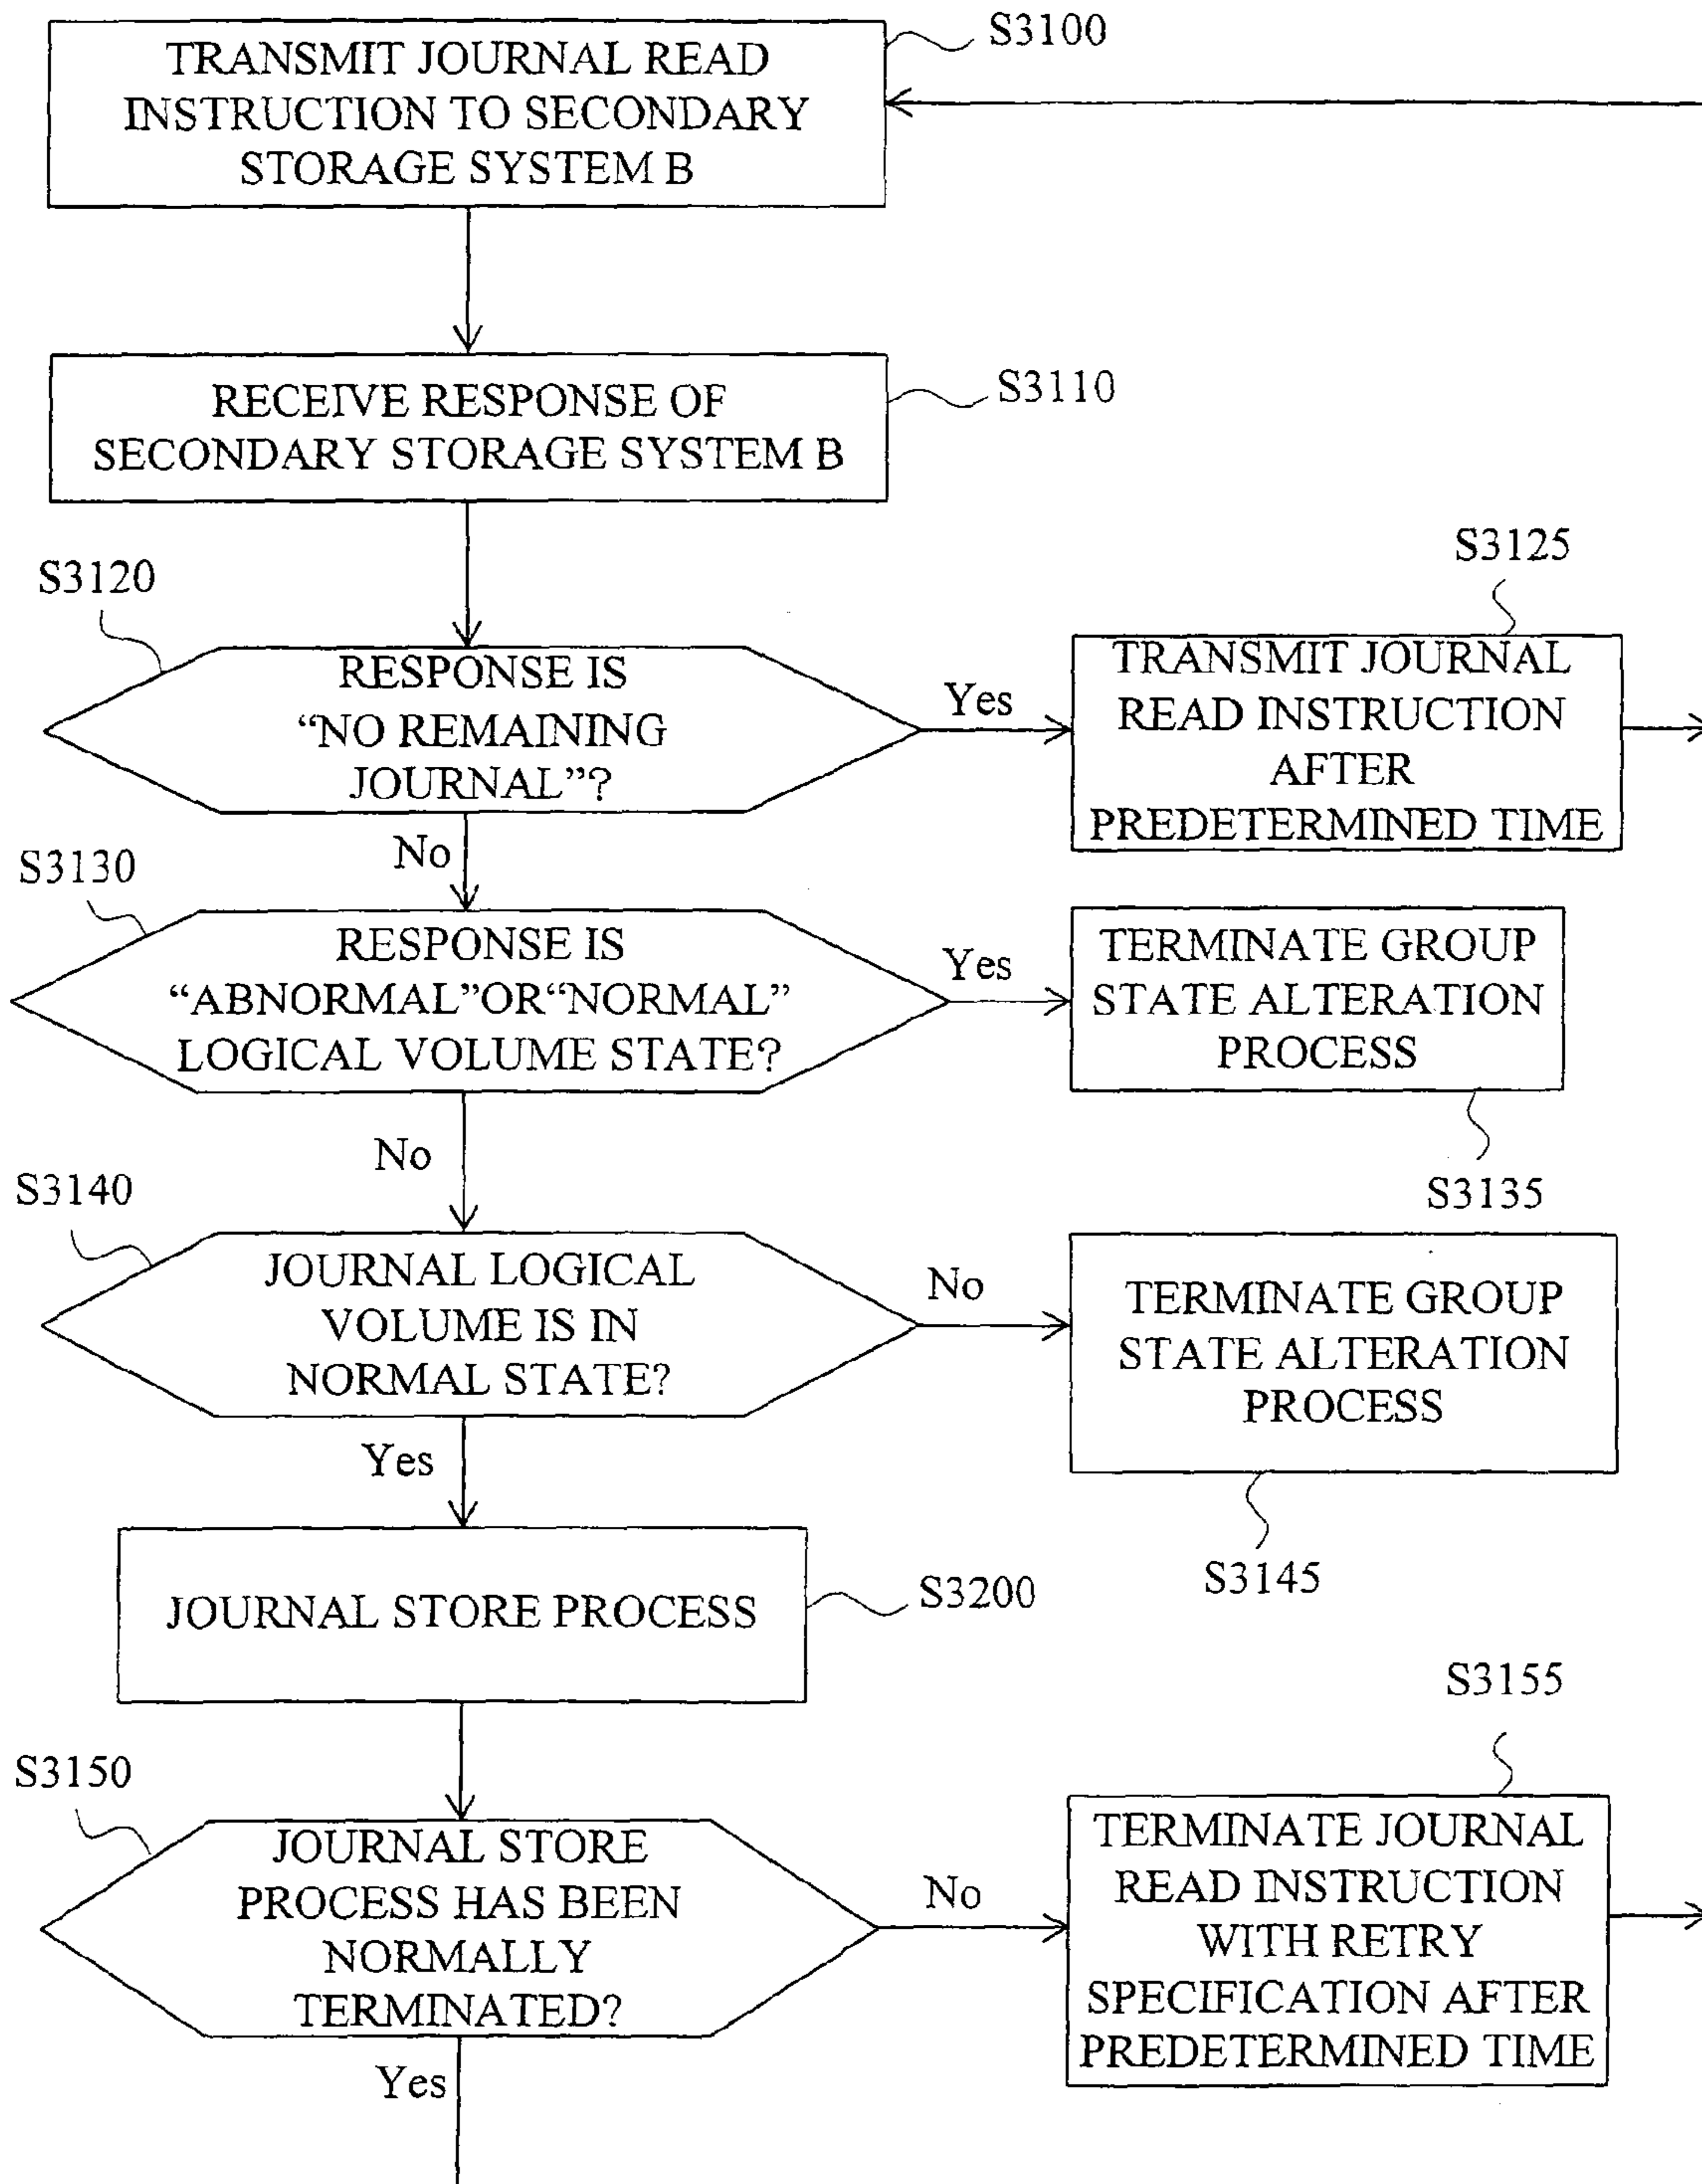 S3100
TRANSMIT JOURNAL READ
INSTRUCTION TO SECONDARY
STORAGE SYSTEM B
S3110
RECEIVE RESPONSE OF
SECONDARY STORAGE SYSTEM B
S3120
RESPONSE IS
“NO REMAINING
JOURNAL”?
Yes
S3125
TRANSMIT JOURNAL
READ INSTRUCTION
AFTER
PREDETERMINED TIME
No
S3130
RESPONSE IS
“ABNORMAL”OR“NORMAL”
LOGICAL VOLUME STATE?
Yes
TERMINATE GROUP
STATE ALTERATION
PROCESS
S3135
No
S3140
JOURNAL LOGICAL
VOLUME IS IN
NORMAL STATE?
No
TERMINATE GROUP
STATE ALTERATION
PROCESS
S3145
Yes
JOURNAL STORE PROCESS
S3200
S3150
JOURNAL STORE
PROCESS HAS BEEN
NORMALLY
TERMINATED?
No
S3155
TERMINATE JOURNAL
READ INSTRUCTION
WITH RETRY
SPECIFICATION AFTER
PREDETERMINED TIME
Yes